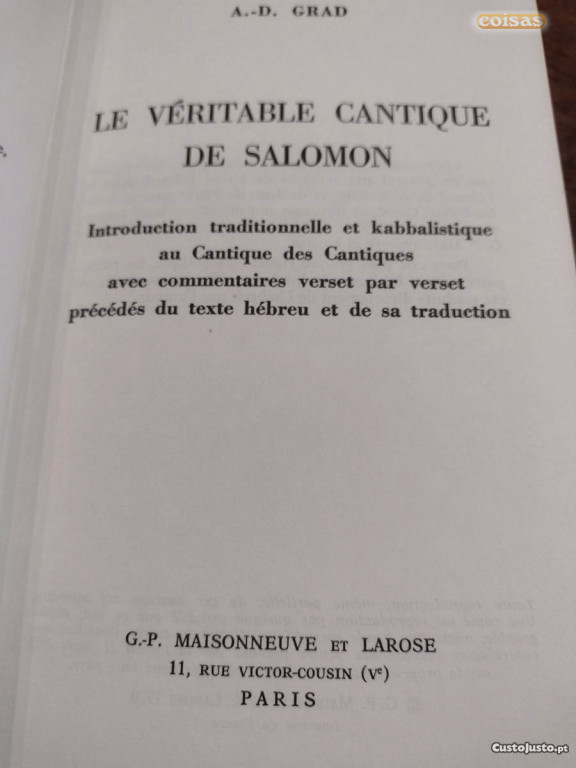 coisas
A.-D. GRAD
LE VÉRITABLE CANTIQUE
DE SALOMON
Introduction traditionnelle et kabbalistique
au Cantique des Cantiques
avec commentaires verset par verset
précédés du texte hébreu et de sa traduction
G.-P. MAISONNEUVE ET LAROSE
11, RUE VICTOR-COUSIN (Vᵉ)
PARIS
CustoJusto.pt